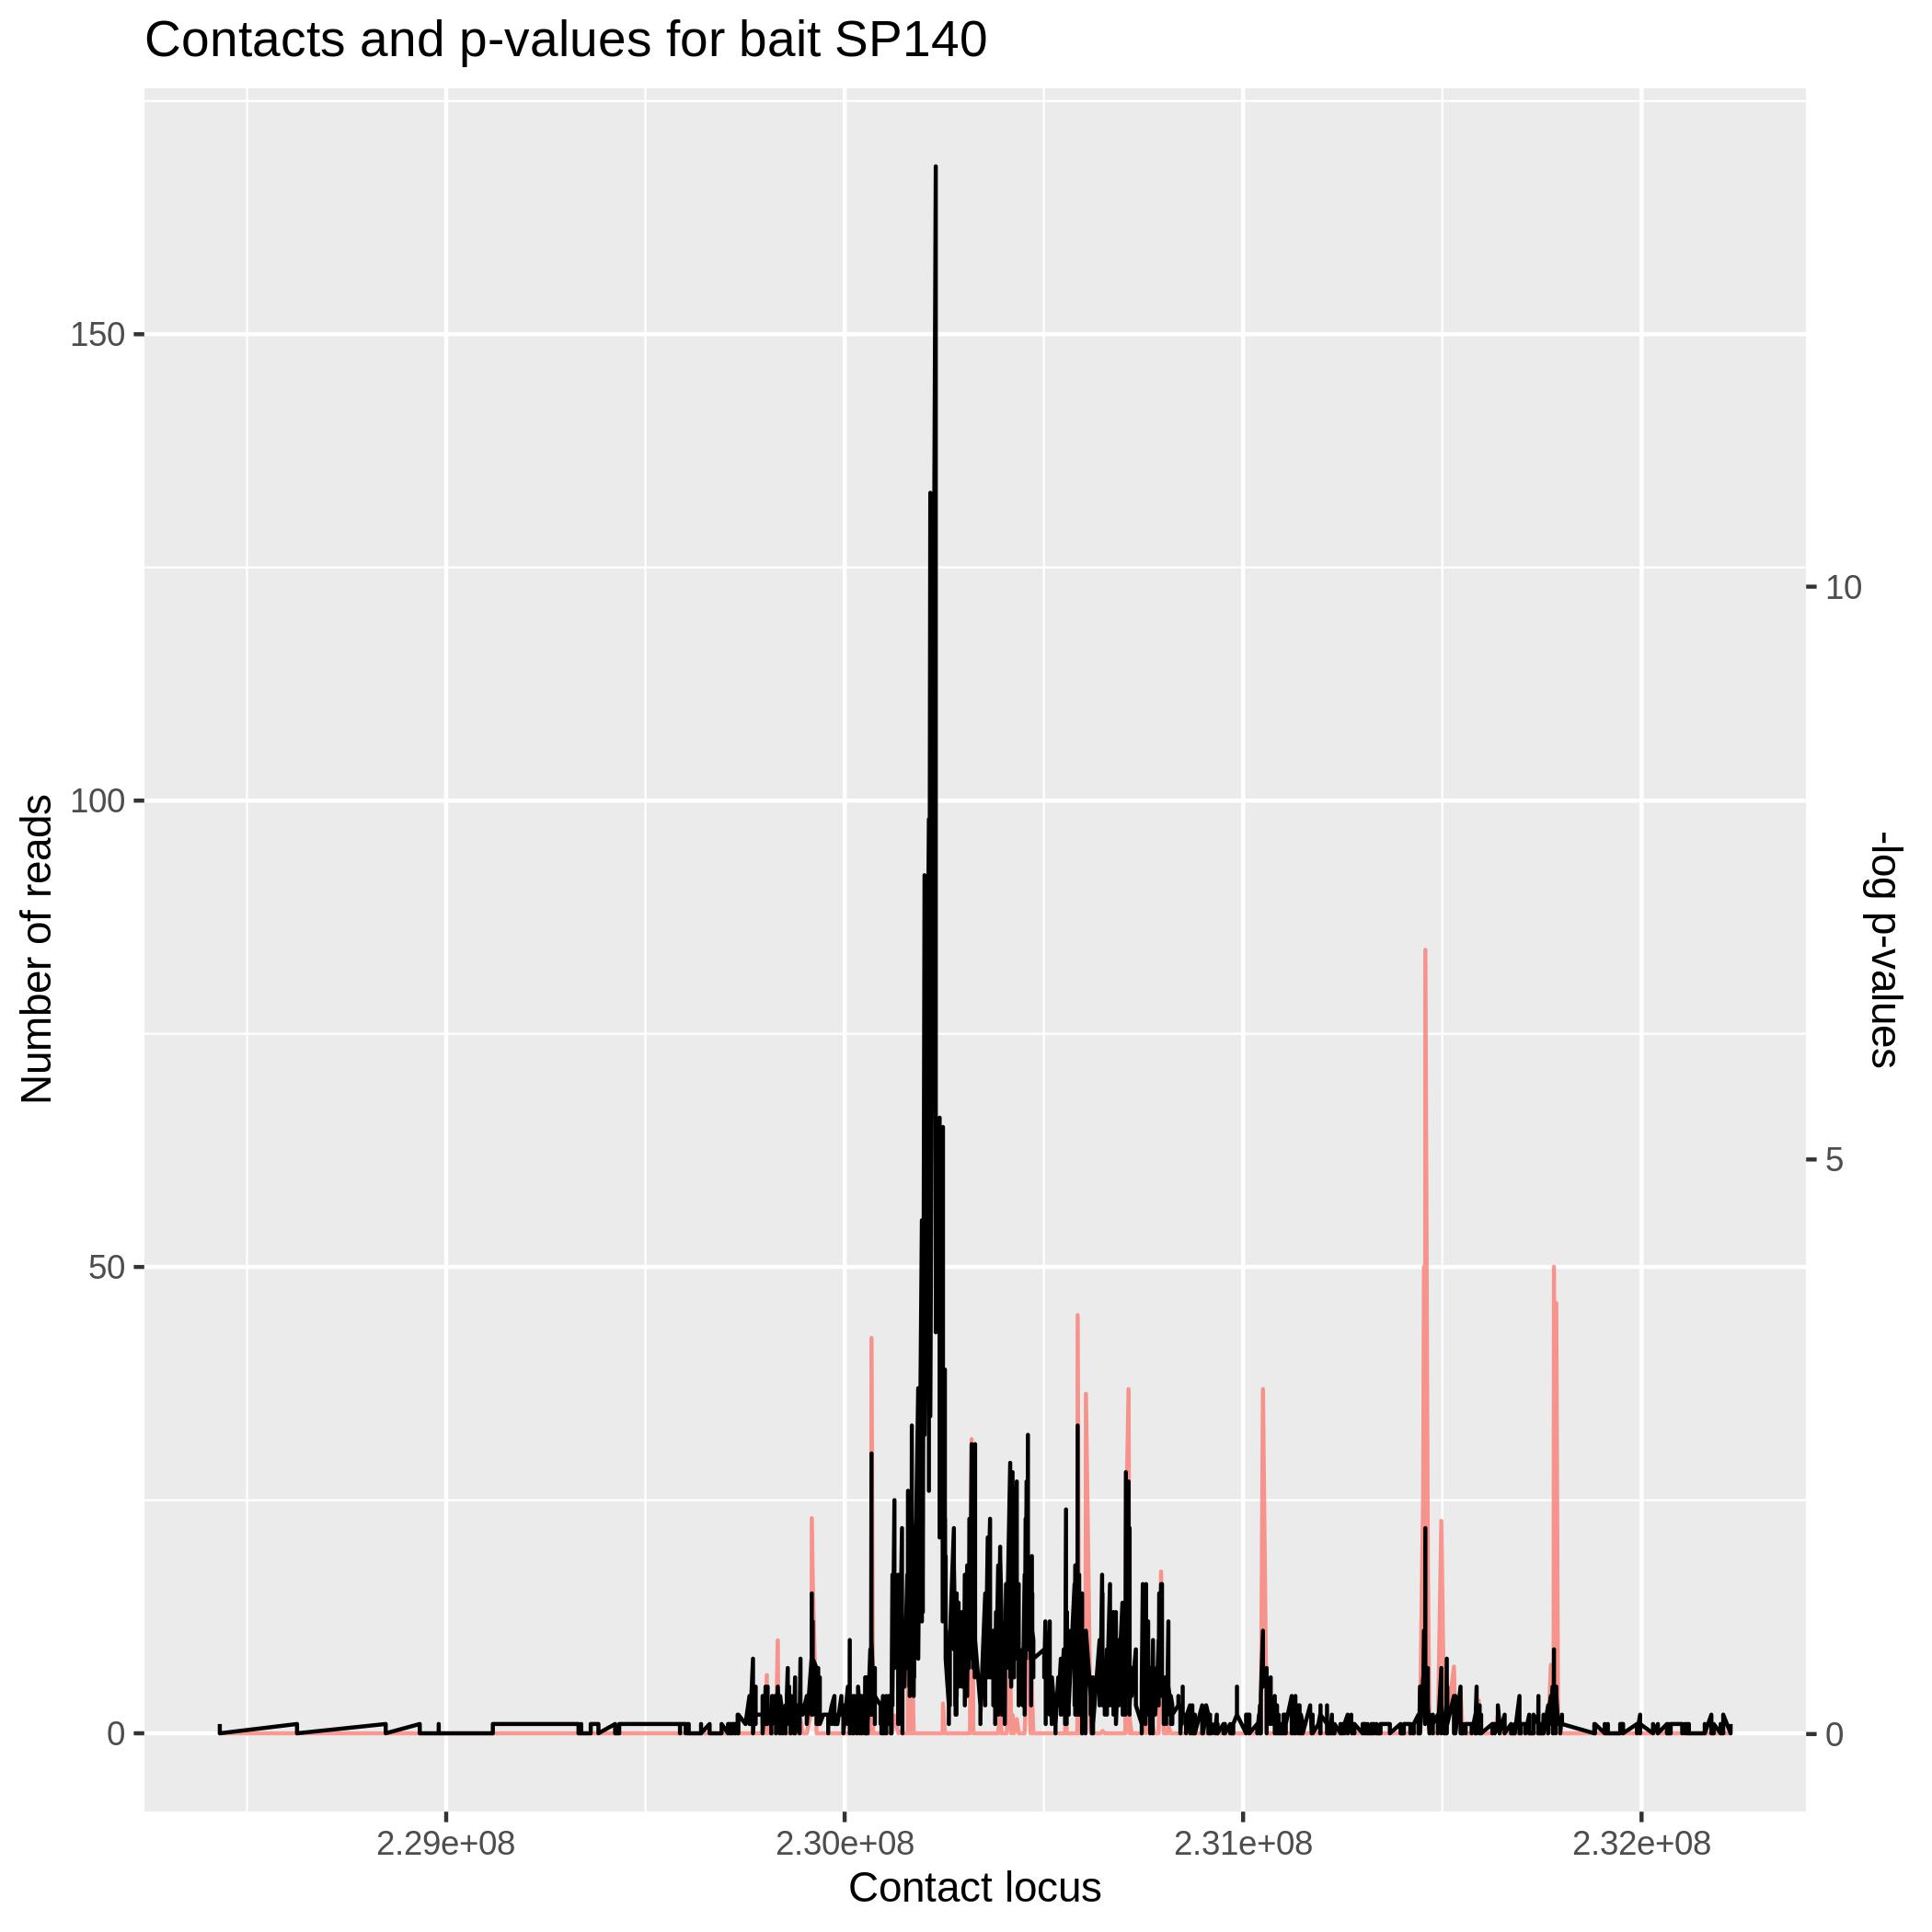 Contacts and p-values for bait SP140
150
100
50
0
Number of reads
10
5
0
-log p-values
2.29e+08 2.30e+08 2.31e+08 2.32e+08
Contact locus